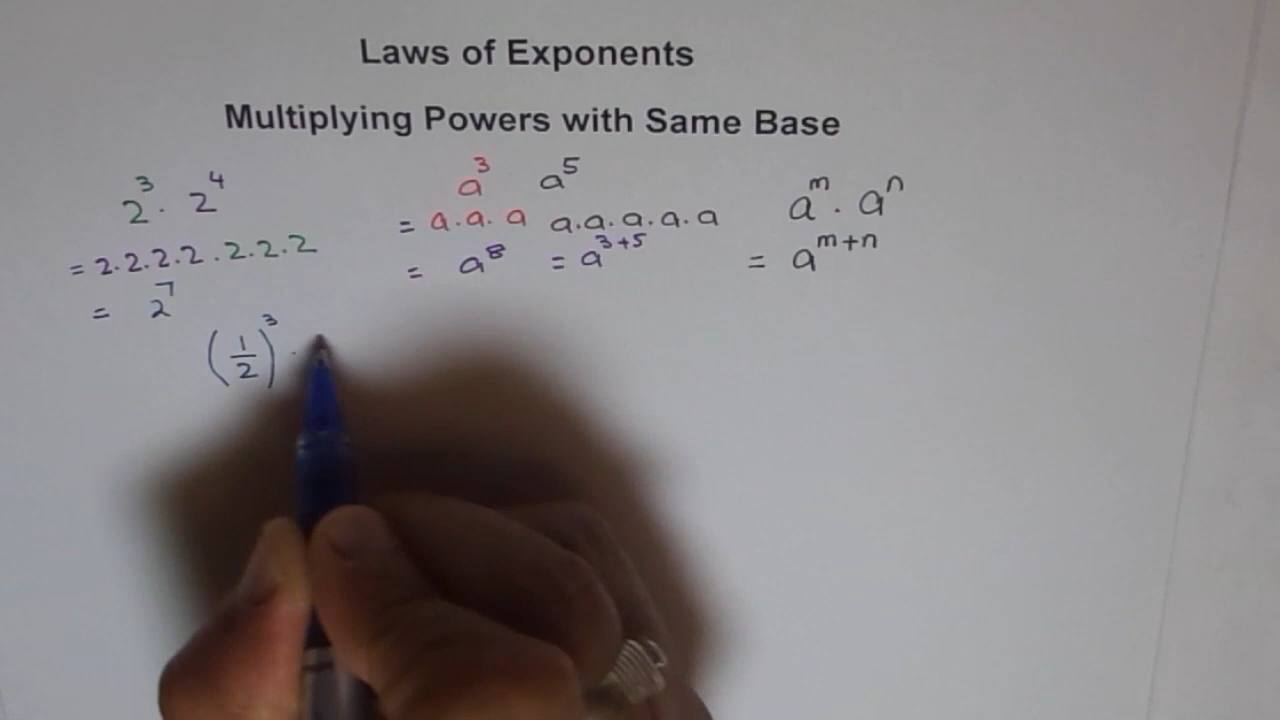 Laws of Exponents
Multiplying Powers with Same Base
2³ · 2⁴
= 2·2·2·2·2·2·2
= 2⁷
a³ a⁵
= a·a·a a·a·a·a·a
= a⁸ = a³⁺⁵
aᵐ · aⁿ
= aᵐ⁺ⁿ
(1/2)³ ·